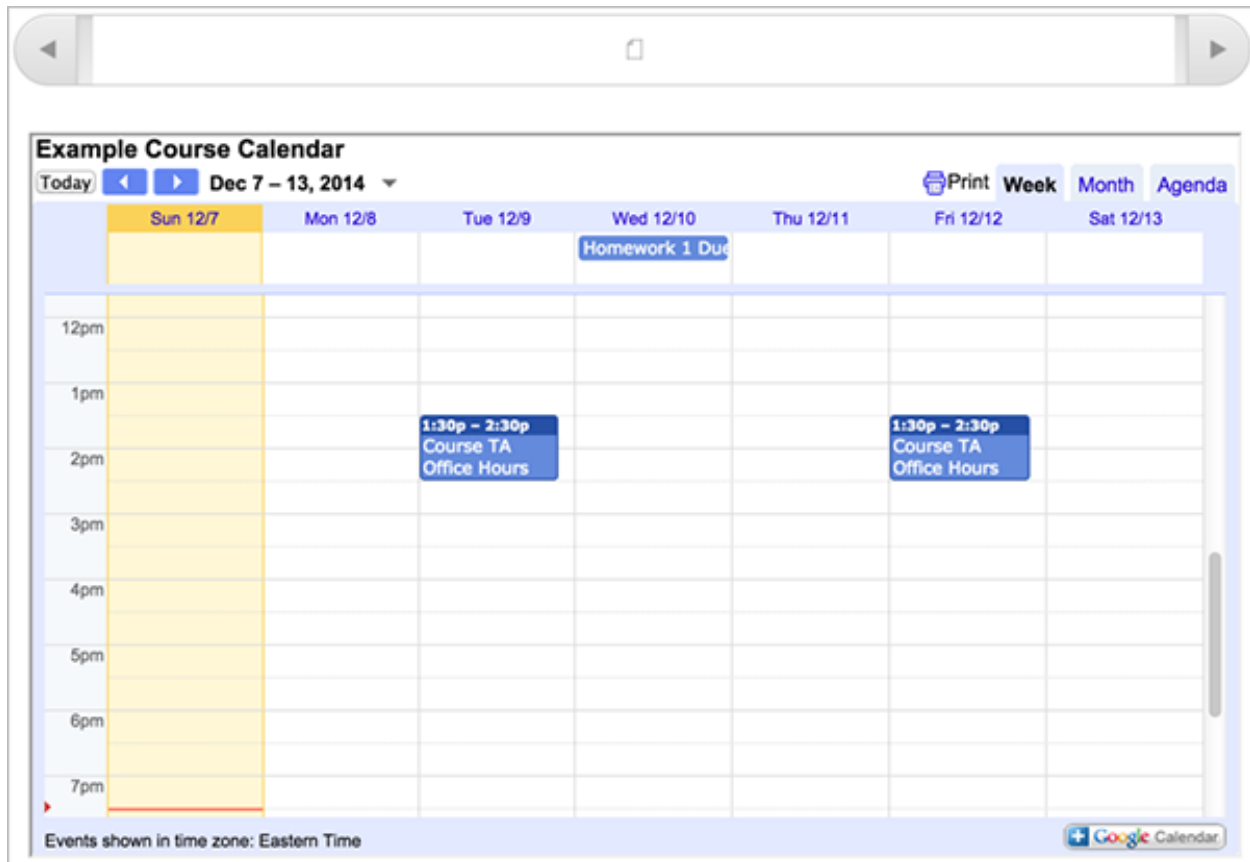 Example Course Calendar
Today Dec 7 – 13, 2014 Print Week Month Agenda
Sun 12/7 Mon 12/8 Tue 12/9 Wed 12/10 Thu 12/11 Fri 12/12 Sat 12/13
Homework 1 Due
12pm
1pm
1:30p – 2:30p 1:30p – 2:30p
Course TA Course TA
2pm
Office Hours Office Hours
3pm
4pm
5pm
6pm
7pm
Events shown in time zone: Eastern Time
Google Calendar